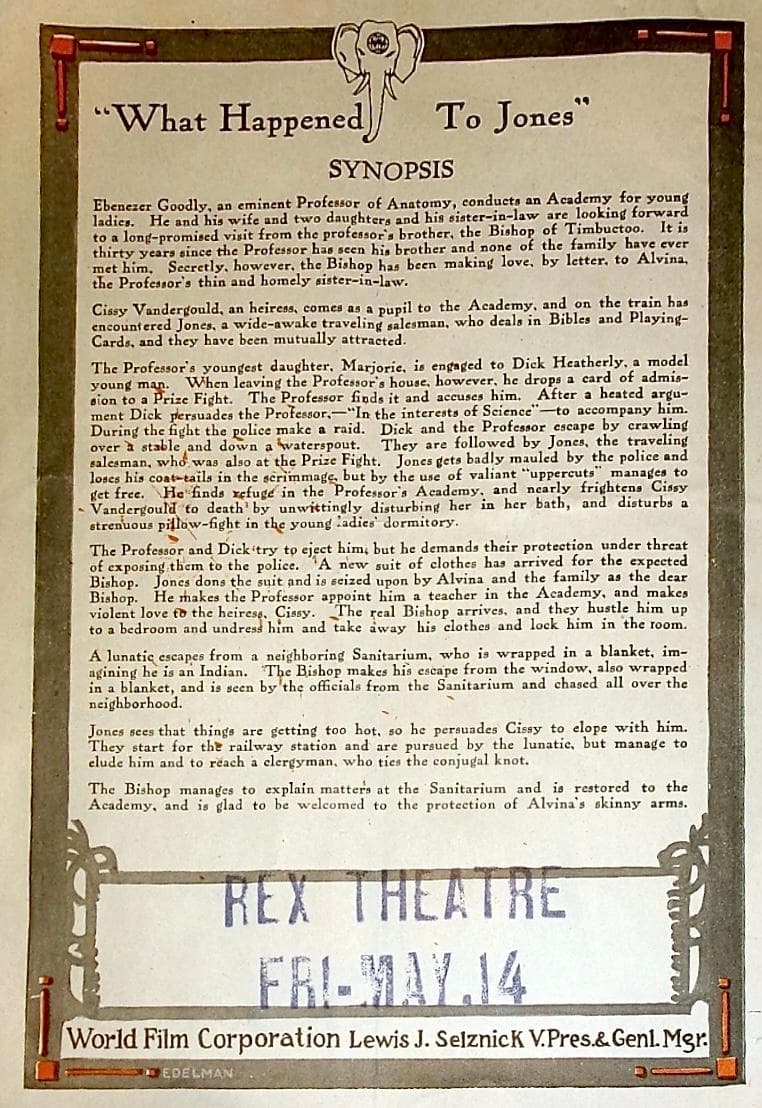 "What Happened To Jones"
SYNOPSIS
Ebenezer Goodly, an eminent Professor of Anatomy, conducts an Academy for young
ladies. He and his wife and two daughters and his sister-in-law are looking forward
to a long-promised visit from the professor's brother, the Bishop of Timbuctoo. It is
thirty years since the Professor has seen his brother and none of the family have ever
met him. Secretly, however, the Bishop has been making love, by letter, to Alvina,
the Professor's thin and homely sister-in-law.
Cissy Vandergould, an heiress, comes as a pupil to the Academy, and on the train has
encountered Jones, a wide-awake traveling salesman, who deals in Bibles and Playing-
Cards, and they have been mutually attracted.
The Professor's youngest daughter, Marjorie, is engaged to Dick Heatherly, a model
young man. When leaving the Professor's house, however, he drops a card of admis-
sion to a Prize Fight. The Professor finds it and accuses him. After a heated argu-
ment Dick persuades the Professor,—"In the interests of Science"—to accompany him.
During the fight the police make a raid. Dick and the Professor escape by crawling
over a stable and down a waterspout. They are followed by Jones, the traveling
salesman, who was also at the Prize Fight. Jones gets badly mauled by the police and
loses his coat-tails in the scrimmage, but by the use of valiant "uppercuts" manages to
get free. He finds refuge in the Professor's Academy, and nearly frightens Cissy
Vandergould to death by unwittingly disturbing her in her bath, and disturbs a
strenuous pillow-fight in the young ladies' dormitory.
The Professor and Dick try to eject him, but he demands their protection under threat
of exposing them to the police. A new suit of clothes has arrived for the expected
Bishop. Jones dons the suit and is seized upon by Alvina and the family as the dear
Bishop. He makes the Professor appoint him a teacher in the Academy, and makes
violent love to the heiress, Cissy. The real Bishop arrives, and they hustle him up
to a bedroom and undress him and take away his clothes and lock him in the room.
A lunatic escapes from a neighboring Sanitarium, who is wrapped in a blanket, im-
agining he is an Indian. The Bishop makes his escape from the window, also wrapped
in a blanket, and is seen by the officials from the Sanitarium and chased all over the
neighborhood.
Jones sees that things are getting too hot, so he persuades Cissy to elope with him.
They start for the railway station and are pursued by the lunatic, but manage to
elude him and to reach a clergyman, who ties the conjugal knot.
The Bishop manages to explain matters at the Sanitarium and is restored to the
Academy, and is glad to be welcomed to the protection of Alvina's skinny arms.
REX THEATRE
FRI-MAY.14
World Film Corporation Lewis J. Selznick V.Pres.& Genl. Mgr.
EDELMAN